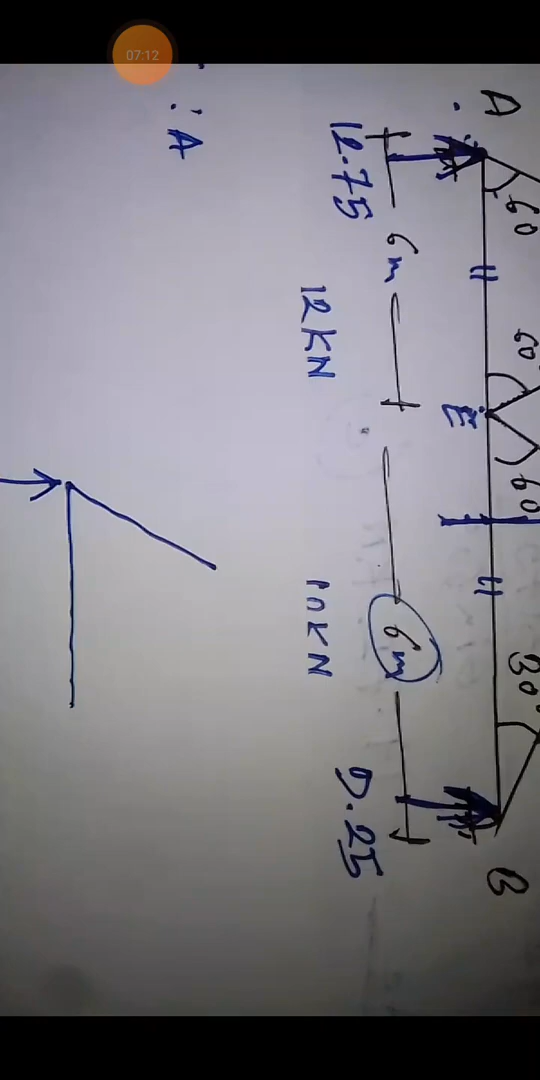 07:12
60 60° 60° 30°
A E B
6m 6m
12.75 9.25
12KN 10KN
∴ A